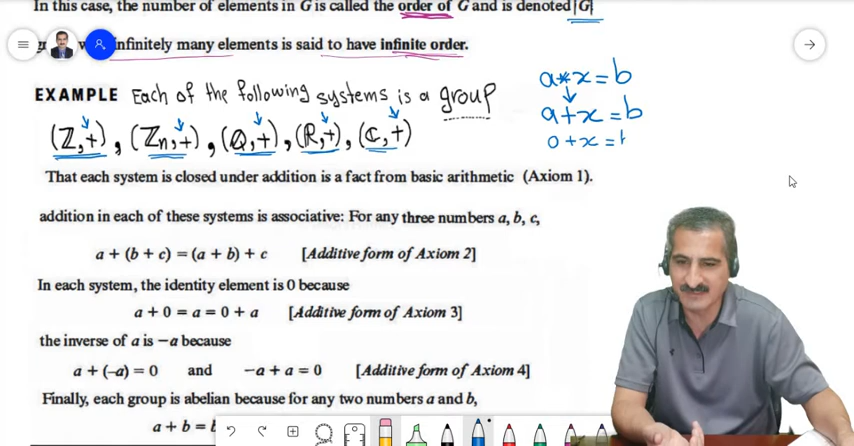 In this case, the number of elements in G is called the order of G and is denoted |G|
infinitely many elements is said to have infinite order.
EXAMPLE Each of the following systems is a group
(ℤ,+), (ℤn,+), (ℚ,+), (ℝ,+), (ℂ,+)
a*x=b
a+x=b
0+x=
That each system is closed under addition is a fact from basic arithmetic (Axiom 1).
addition in each of these systems is associative: For any three numbers a, b, c,
a + (b + c) = (a + b) + c [Additive form of Axiom 2]
In each system, the identity element is 0 because
a + 0 = a = 0 + a [Additive form of Axiom 3]
the inverse of a is −a because
a + (−a) = 0 and −a + a = 0 [Additive form of Axiom 4]
Finally, each group is abelian because for any two numbers a and b,
a + b =